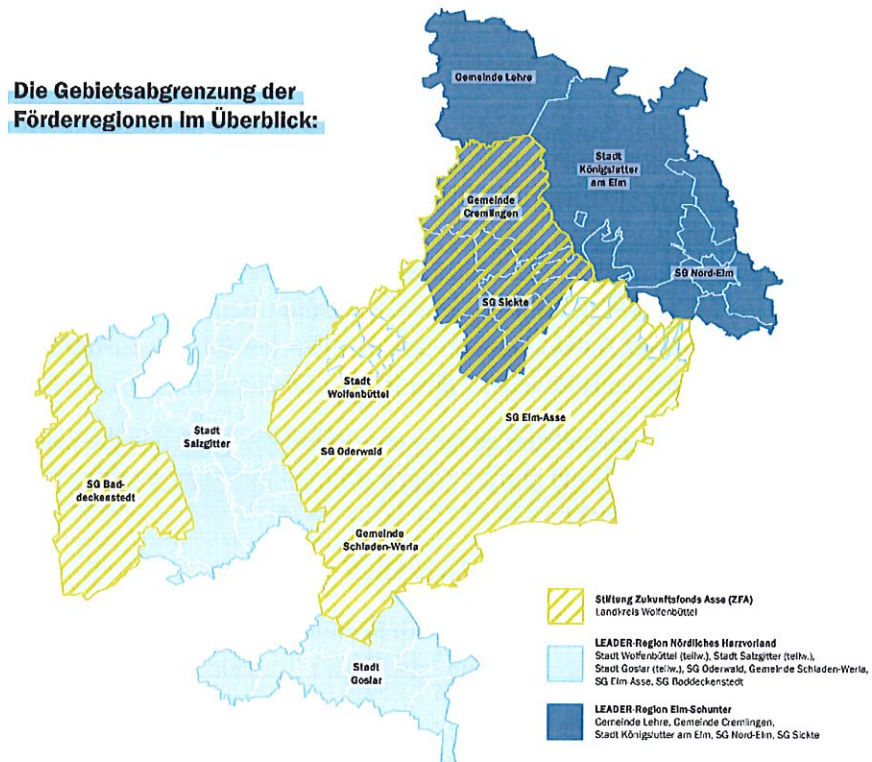 Die Gebietsabgrenzung der
Förderregionen im Überblick:
Gemeinde Lehre
Stadt
Königslutter
am Elm
Gemeinde
Cremlingen
SG Nord-Elm
SG Sickte
Stadt
Wolfenbüttel
SG Elm-Asse
Stadt
Salzgitter
SG Oderwald
SG Bad-
deckenstedt
Gemeinde
Schladen-Werla
Stadt
Goslar
Stiftung Zukunftsfonds Asse (ZFA)
Landkreis Wolfenbüttel
LEADER-Region Nördliches Harzvorland
Stadt Wolfenbüttel (teilw.), Stadt Salzgitter (teilw.),
Stadt Goslar (teilw.), SG Oderwald, Gemeinde Schladen-Werla,
SG Elm-Asse, SG Baddeckenstedt
LEADER-Region Elm-Schunter
Gemeinde Lehre, Gemeinde Cremlingen,
Stadt Königslutter am Elm, SG Nord-Elm, SG Sickte